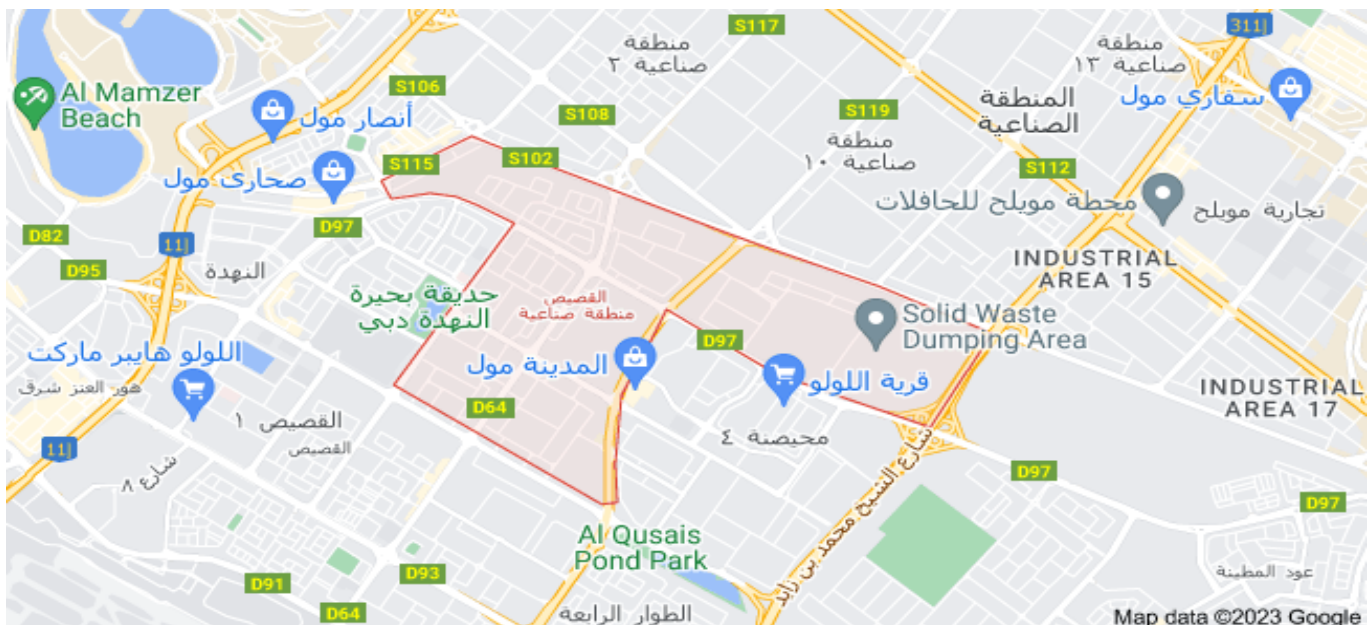 S117
311
منطقة
صناعية ٢
منطقة
صناعية ١٣
Al Mamzer
Beach
S106
أنصار مول
S108
S119
المنطقة
الصناعية
سفاري مول
منطقة
صناعية ١٠
S115
S102
S112
صحارى مول
محطة مويلح للحافلات
تجارية مويلح
D82
D97
11
D95
النهدة
INDUSTRIAL
AREA 15
حديقة بحيرة
النهدة دبي
القصيص
منطقة صناعية
Solid Waste
Dumping Area
D97
اللولو هايبر ماركت
المدينة مول
قرية اللولو
هور العنز شرق
INDUSTRIAL
AREA 17
D64
القصيص ١
القصيص
محيصنة ٤
11
شارع ٨
شارع الشيخ محمد بن زايد
D97
D97
Al Qusais
Pond Park
D91
D93
عود المطينة
D64
الطوار الرابعة
Map data ©2023 Google